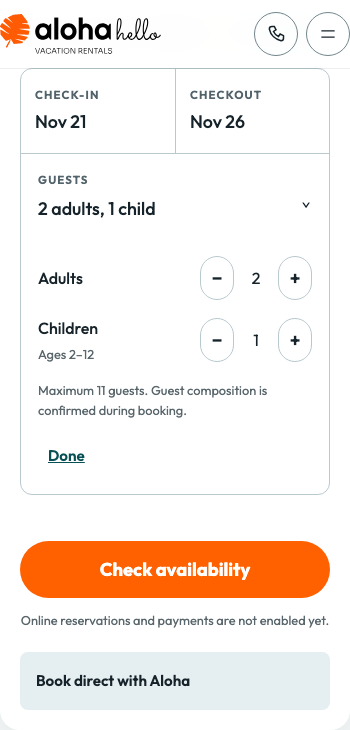 aloha hello
VACATION RENTALS
CHECK-IN
Nov 21
CHECKOUT
Nov 26
GUESTS
2 adults, 1 child
Adults
− 2 +
Children
Ages 2–12
− 1 +
Maximum 11 guests. Guest composition is
confirmed during booking.
Done
Check availability
Online reservations and payments are not enabled yet.
Book direct with Aloha